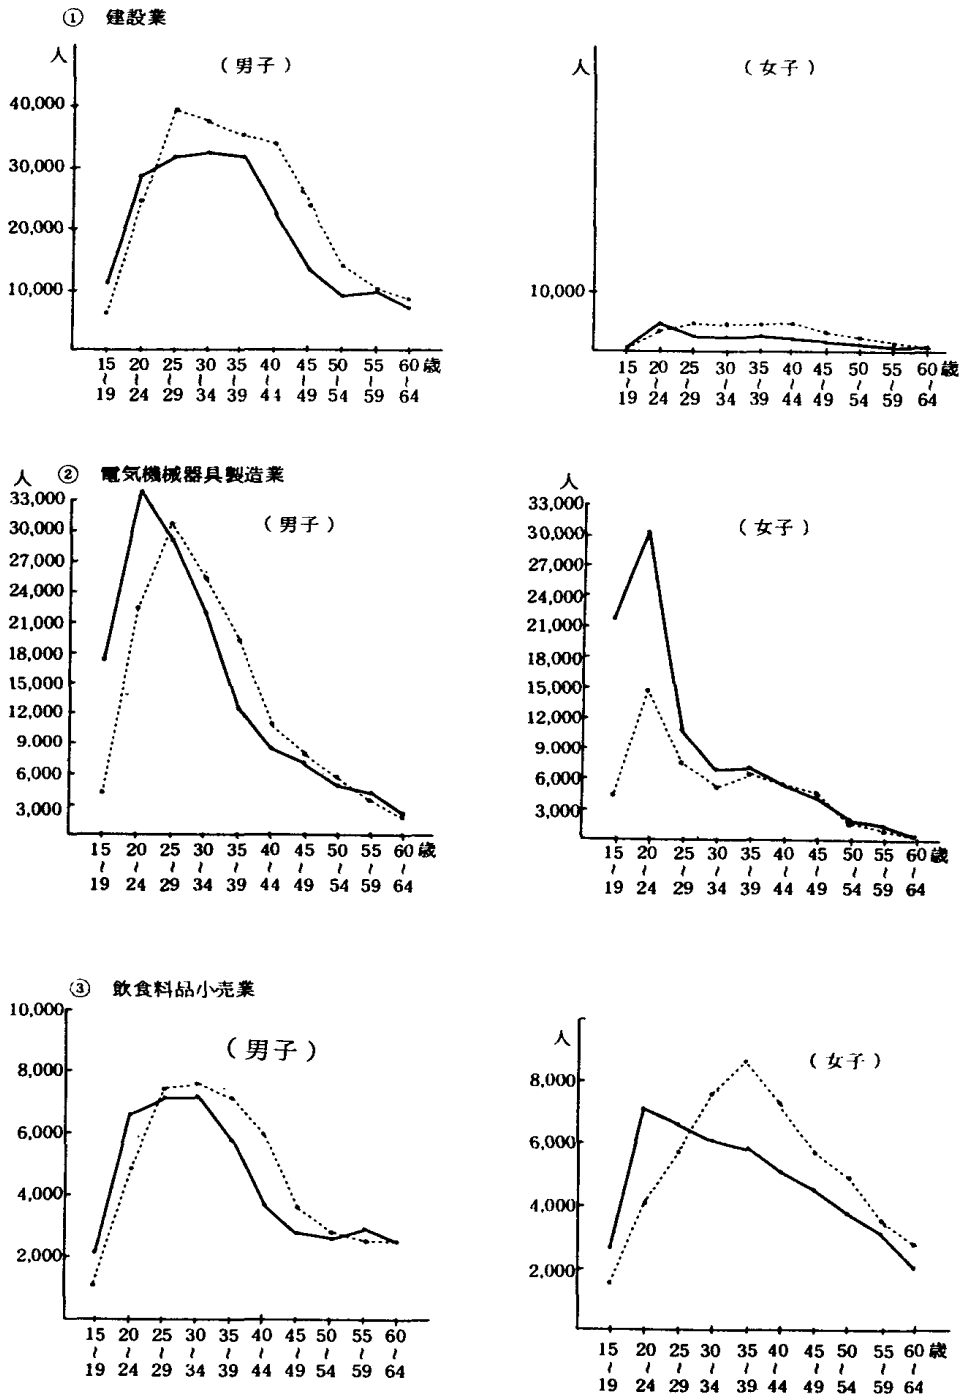 ① 建設業
人
(男子)
40,000
30,000
20,000
10,000
15 20 25 30 35 40 45 50 55 60 歳
~ ~ ~ ~ ~ ~ ~ ~ ~ ~
19 24 29 34 39 44 49 54 59 64
人
(女子)
10,000
15 20 25 30 35 40 45 50 55 60 歳
~ ~ ~ ~ ~ ~ ~ ~ ~ ~
19 24 29 34 39 44 49 54 59 64
人 ② 電気機械器具製造業
(男子)
33,000
30,000
27,000
24,000
21,000
18,000
15,000
12,000
9.000
6,000
3,000
15 20 25 30 35 40 45 50 55 60 歳
~ ~ ~ ~ ~ ~ ~ ~ ~ ~
19 24 29 34 39 44 49 54 59 64
人
(女子)
33,000
30,000
27,000
24,000
21,000
18,000
15,000
12,000
9,000
6,000
3,000
15 20 25 30 35 40 45 50 55 60 歳
~ ~ ~ ~ ~ ~ ~ ~ ~ ~
19 24 29 34 39 44 49 54 59 64
③ 飲食料品小売業
(男子)
10,000
8,000
6,000
4,000
2,000
15 20 25 30 35 40 45 50 55 60
~ ~ ~ ~ ~ ~ ~ ~ ~ ~
19 24 29 34 39 44 49 54 59 64
人
(女子)
8,000
6,000
4,000
2,000
15 20 25 30 35 40 45 50 55 60 歳
~ ~ ~ ~ ~ ~ ~ ~ ~ ~
19 24 29 34 39 44 49 54 59 64